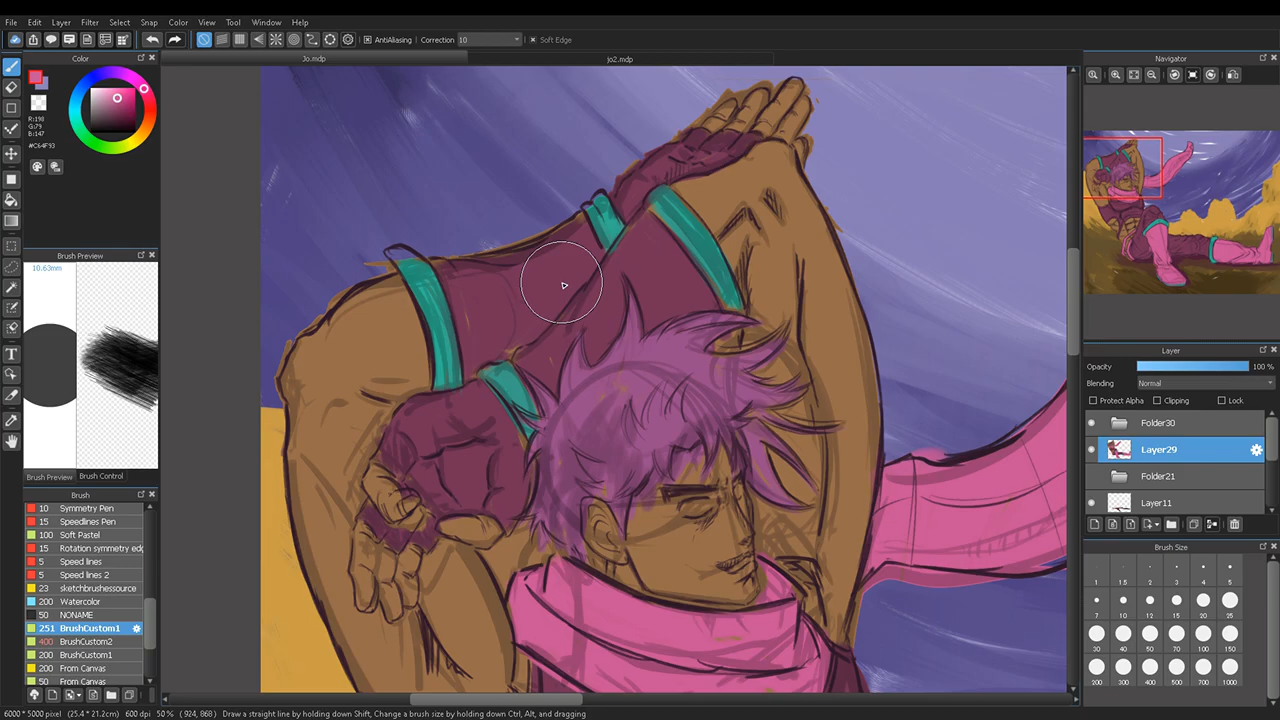 File Edit Layer Filter Select Snap Color View Tool Window Help
AntiAliasing Correction 10 Soft Edge
Color
Jo.mdp
jo2.mdp
Navigator
R:198
G:79
B:147
#C64F93
Brush Preview
10.63mm
Brush Preview Brush Control
Brush
10 Symmetry Pen
15 Speedlines Pen
100 Soft Pastel
15 Rotation symmetry ed
5 Speed lines
5 Speed lines 2
23 sketchbrushessource
200 Watercolor
50 NONAME
251 BrushCustom1
400 BrushCustom2
200 BrushCustom1
200 From Canvas
50 From Canvas
Layer
Opacity 100 %
Blending Normal
Protect Alpha Clipping Lock
Folder30
Layer29
Folder21
Layer11
Brush Size
1 1.5 2 3 4 5
7 10 12 15 20 25
30 40 50 70 100 150
200 300 400 500 700 1000
6000 * 5000 pixel (25.4 * 21.2cm) 600 dpi 50 % ( 924, 868) Draw a straight line by holding down Shift, Change a brush size by holding down Ctrl, Alt, and dragging